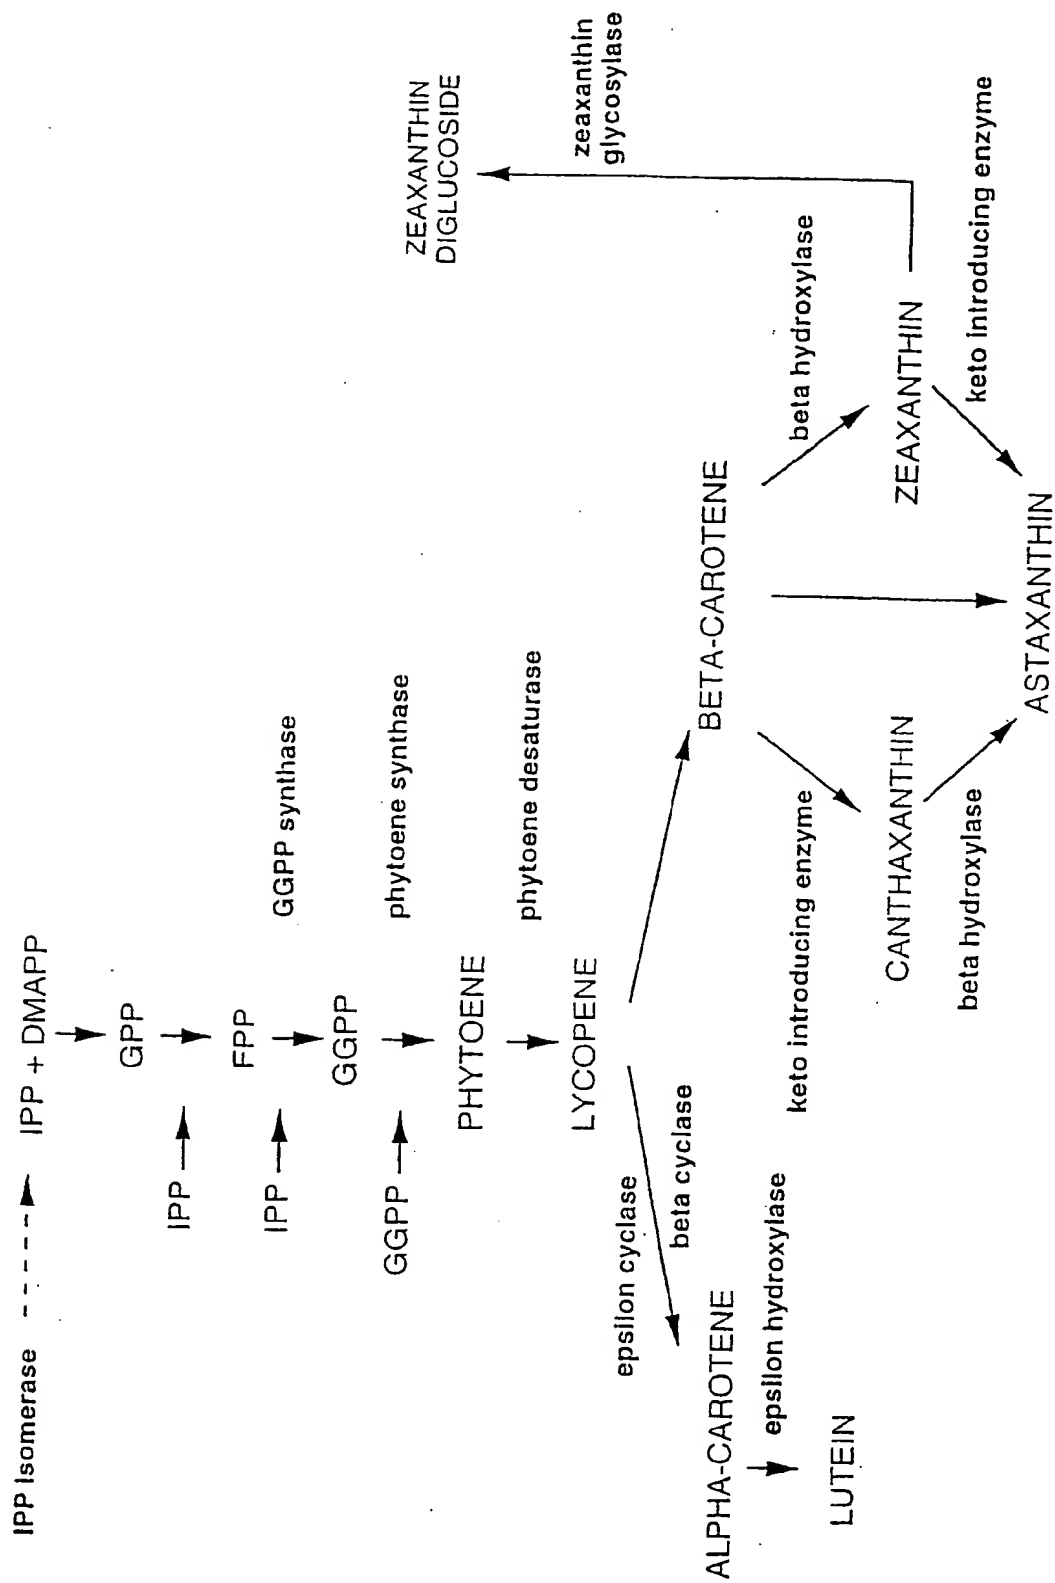 IPP Isomerase
IPP + DMAPP
GPP
IPP
FPP
IPP
GGPP synthase
GGPP
GGPP
phytoene synthase
PHYTOENE
phytoene desaturase
LYCOPENE
epsilon cyclase
beta cyclase
ALPHA-CAROTENE
epsilon hydroxylase
LUTEIN
BETA-CAROTENE
keto introducing enzyme
CANTHAXANTHIN
beta hydroxylase
beta hydroxylase
ZEAXANTHIN
keto introducing enzyme
ASTAXANTHIN
ZEAXANTHIN
DIGLUCOSIDE
zeaxanthin
glycosylase